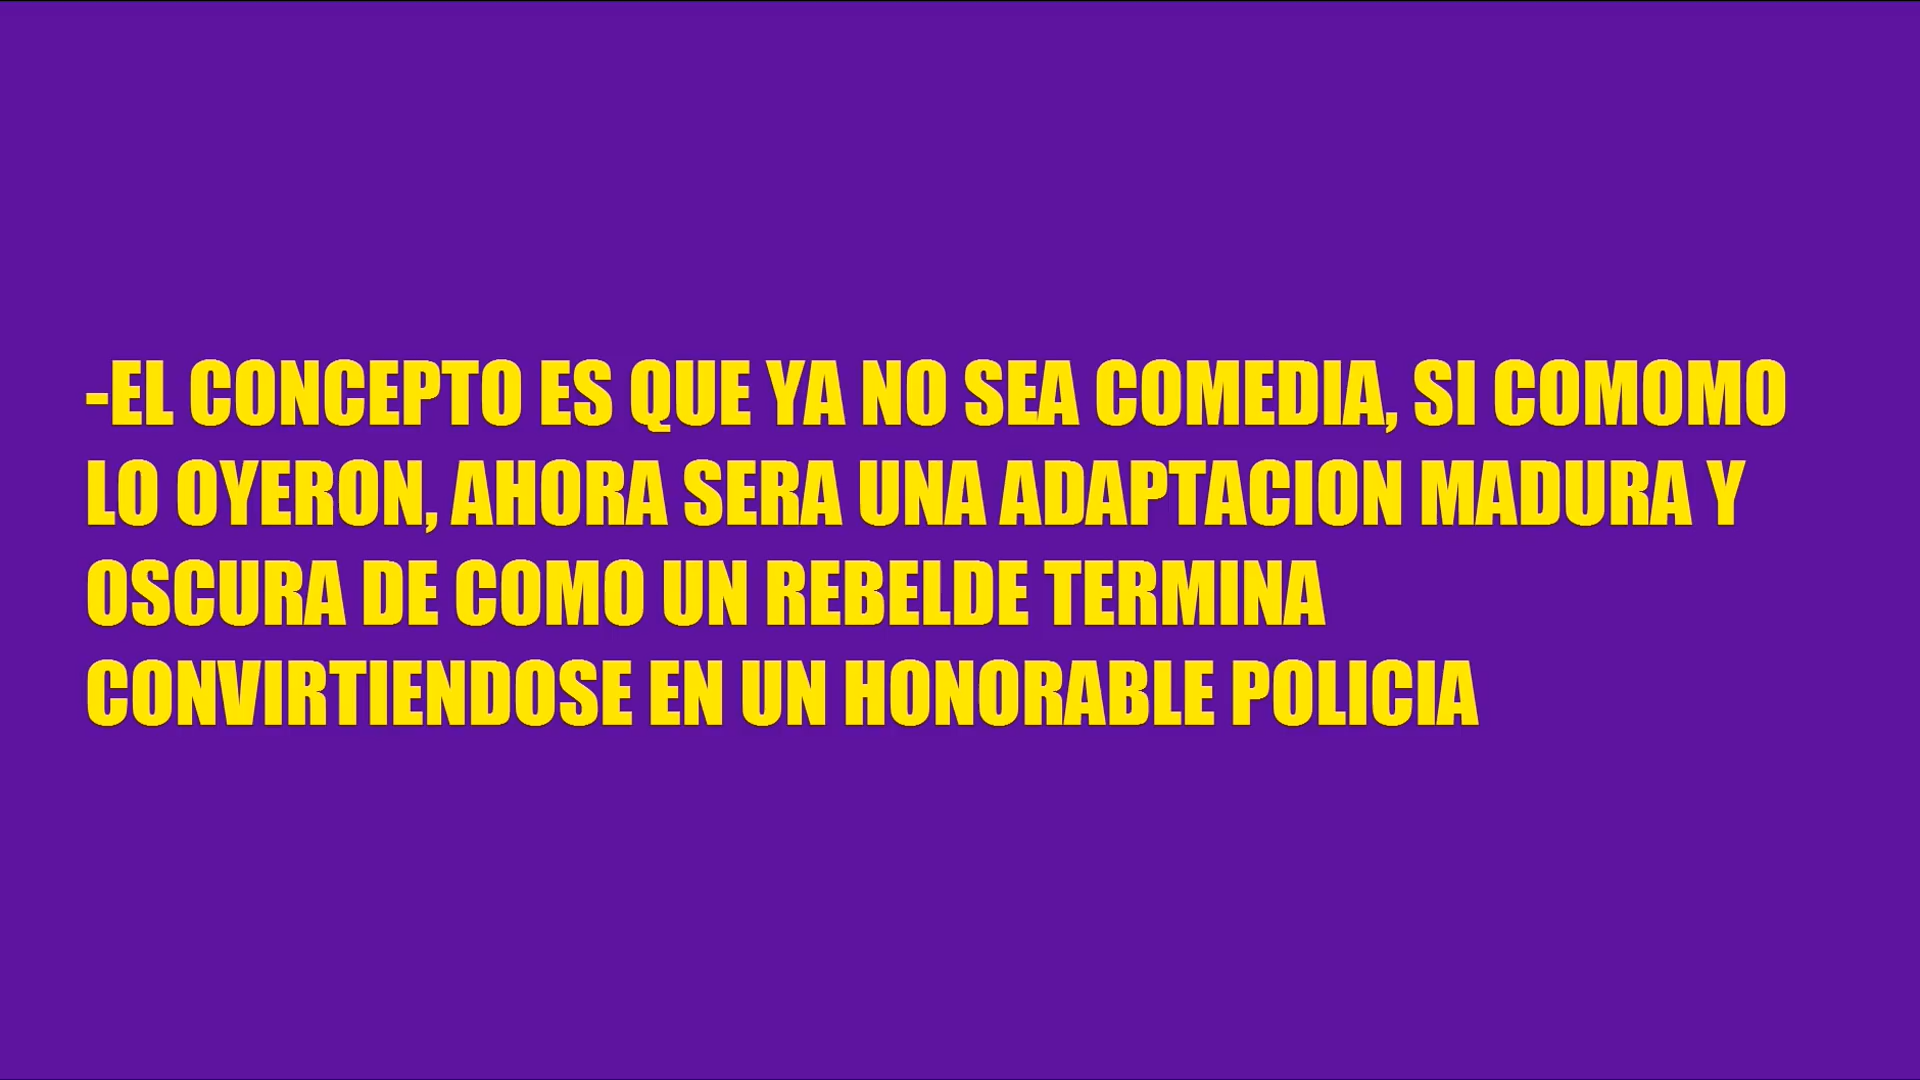 -EL CONCEPTO ES QUE YA NO SEA COMEDIA, SI COMOMO
LO OYERON, AHORA SERA UNA ADAPTACION MADURA Y
OSCURA DE COMO UN REBELDE TERMINA
CONVIRTIENDOSE EN UN HONORABLE POLICIA